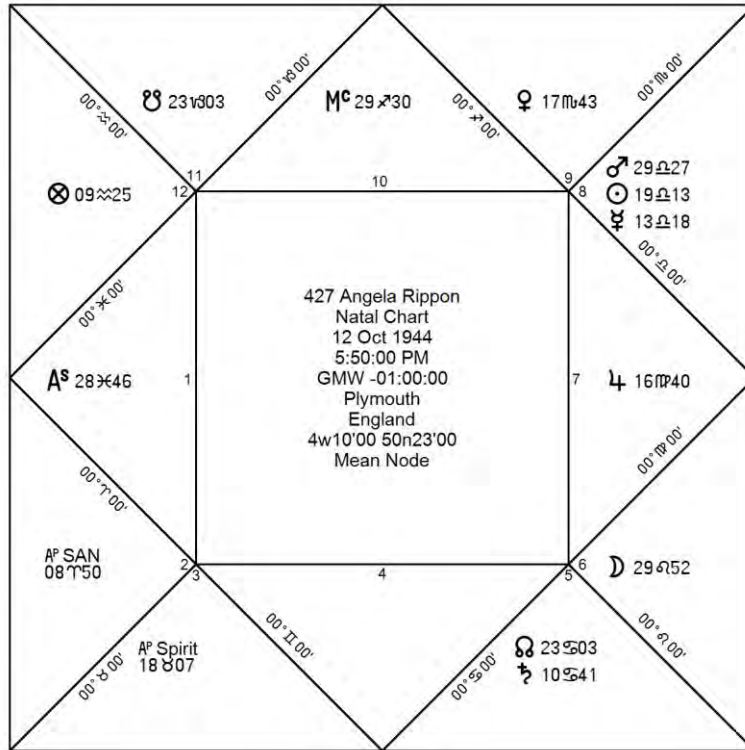 00°♒00'
☋ 23♑03
00°♑00'
Mc 29♐30
00°♐00'
♀ 17♏43
00°♏00'
11
12
10
9
8
⊗ 09♒25
♂ 29♎27
☉ 19♎13
☿ 13♎18
00°♎00'
00°♓00'
427 Angela Rippon
Natal Chart
12 Oct 1944
5:50:00 PM
GMW -01:00:00
Plymouth
England
4w10'00 50n23'00
Mean Node
As 28♓46
1
7
♃ 16♍40
00°♈00'
00°♍00'
AP SAN
08♈50
2
3
4
6
5
☽ 29♌52
AP Spirit
18♉07
00°♉00'
00°♊00'
☊ 23♋03
♄ 10♋41
00°♋00'
00°♌00'